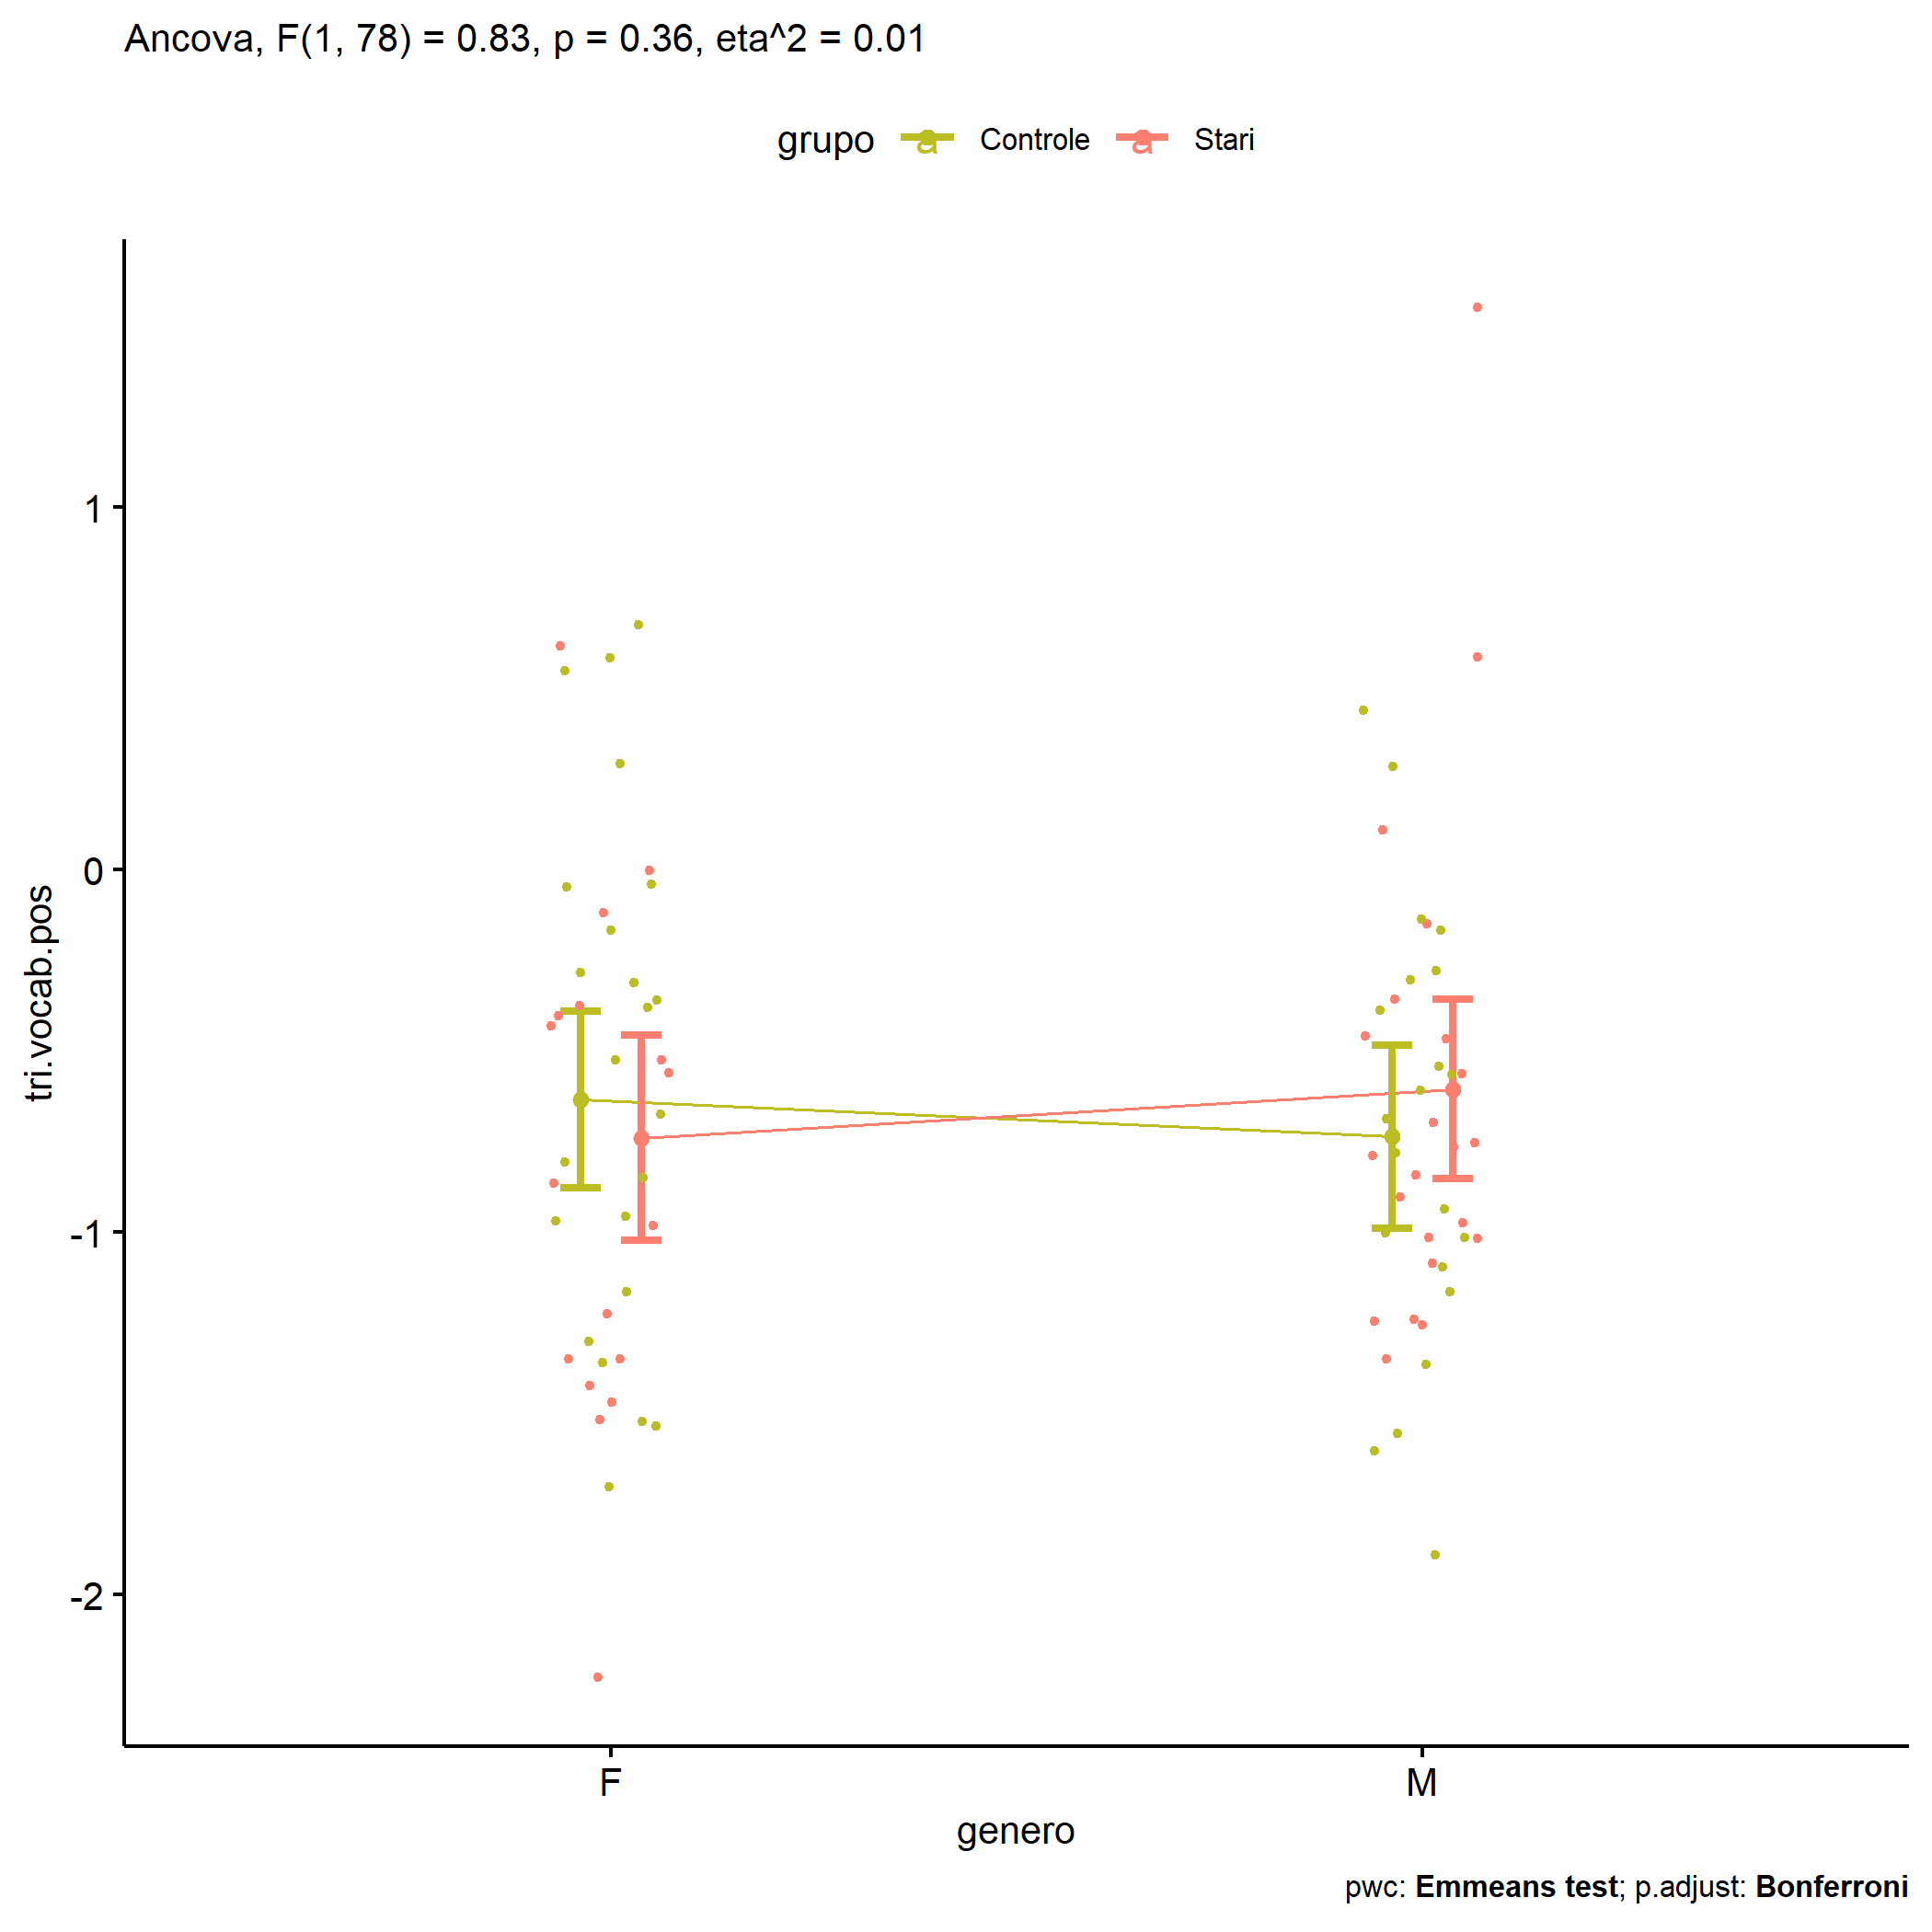 Ancova, F(1, 78) = 0.83, p = 0.36, eta^2 = 0.01
grupo a Controle a Stari
1
0
-1
-2
tri.vocab.pos
F M
genero
pwc: Emmeans test; p.adjust: Bonferroni